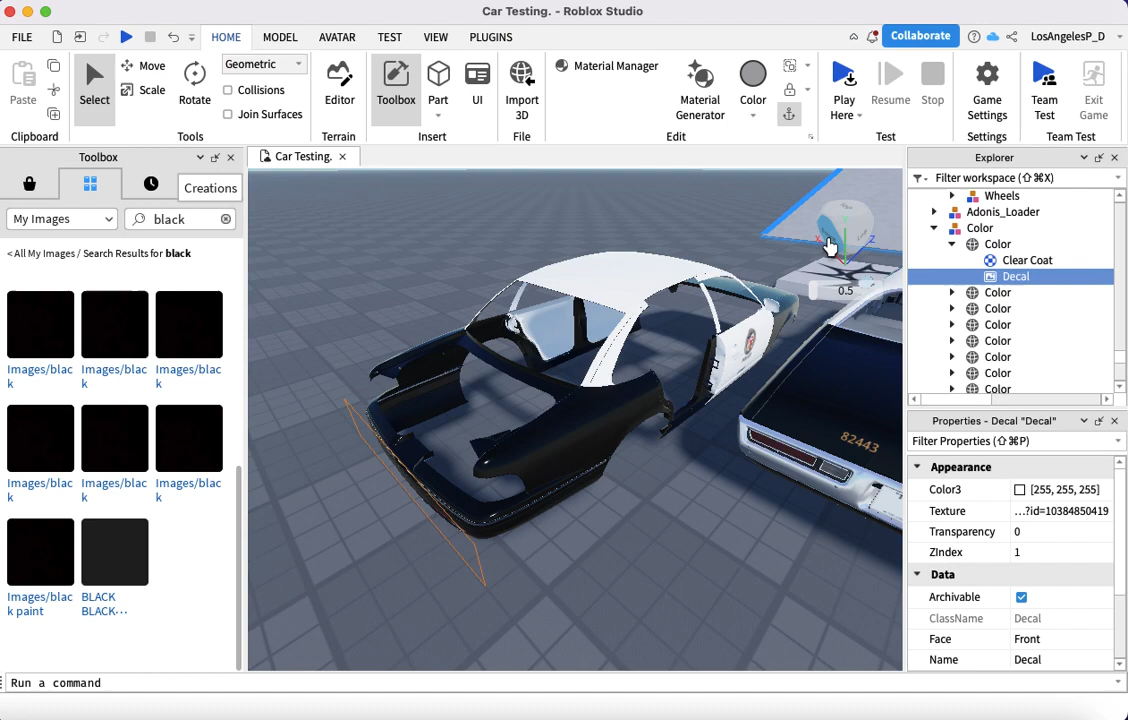 Car Testing. - Roblox Studio
FILE HOME MODEL AVATAR TEST VIEW PLUGINS Collaborate LosAngelesP_D
Paste Select Move Scale Rotate Geometric Collisions Join Surfaces Editor Toolbox Part UI Import 3D Material Manager Material Generator Color Play Here Resume Stop Game Settings Team Test Exit Game
Clipboard Tools Terrain Insert File Edit Test Settings Team Test
Toolbox
Creations
My Images black
< All My Images / Search Results for black
Images/blac k Images/blac k Images/blac k
Images/blac k Images/blac k Images/blac k
Images/blac k paint BLACK BLACK···
Car Testing.
0.5
82443
Explorer
Filter workspace (⇧⌘X)
Wheels
Adonis_Loader
Color
Color
Clear Coat
Decal
Color
Color
Color
Color
Color
Color
Color
Properties - Decal "Decal"
Filter Properties (⇧⌘P)
Appearance
Color3 [255, 255, 255]
Texture ...?id=10384850419
Transparency 0
ZIndex 1
Data
Archivable
ClassName Decal
Face Front
Name Decal
Run a command